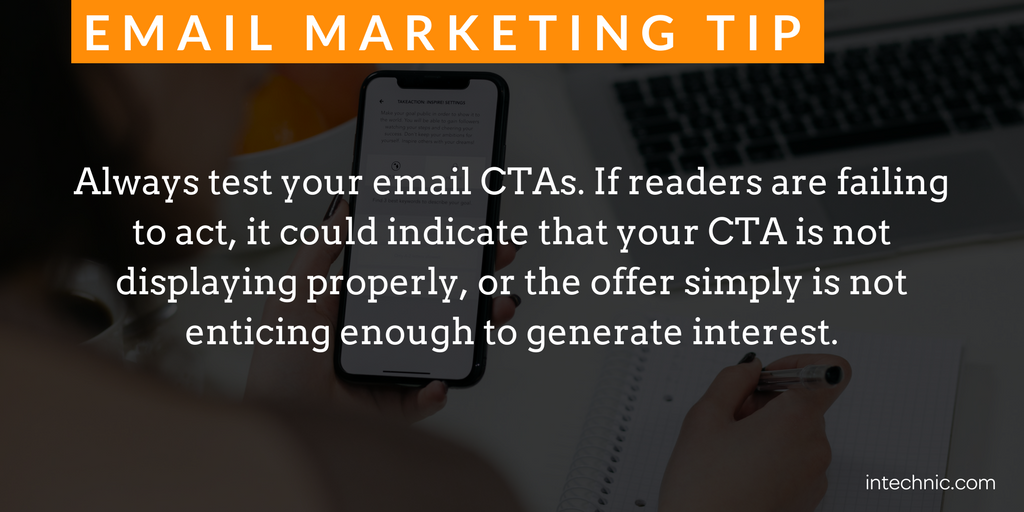 EMAIL MARKETING TIP
Always test your email CTAs. If readers are failing
to act, it could indicate that your CTA is not
displaying properly, or the offer simply is not
enticing enough to generate interest.
intechnic.com